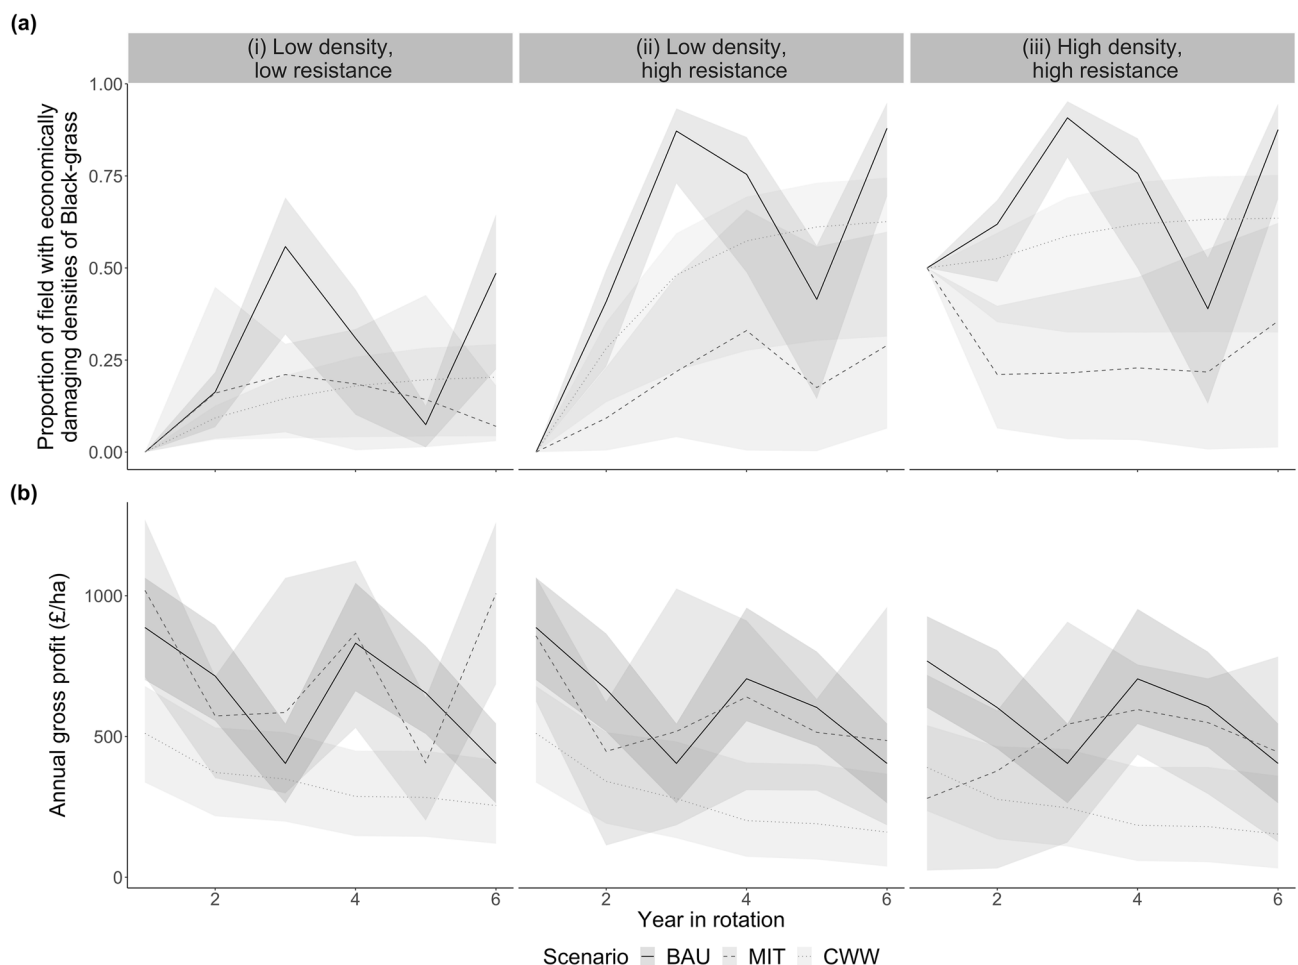 (a)
(i) Low density,
low resistance
(ii) Low density,
high resistance
(iii) High density,
high resistance
Proportion of field with economically
damaging densities of Black-grass
1.00
0.75
0.50
0.25
0.00
(b)
Annual gross profit (£/ha)
1000
500
0
2 4 6 2 4 6 2 4 6
Year in rotation
Scenario BAU MIT CWW